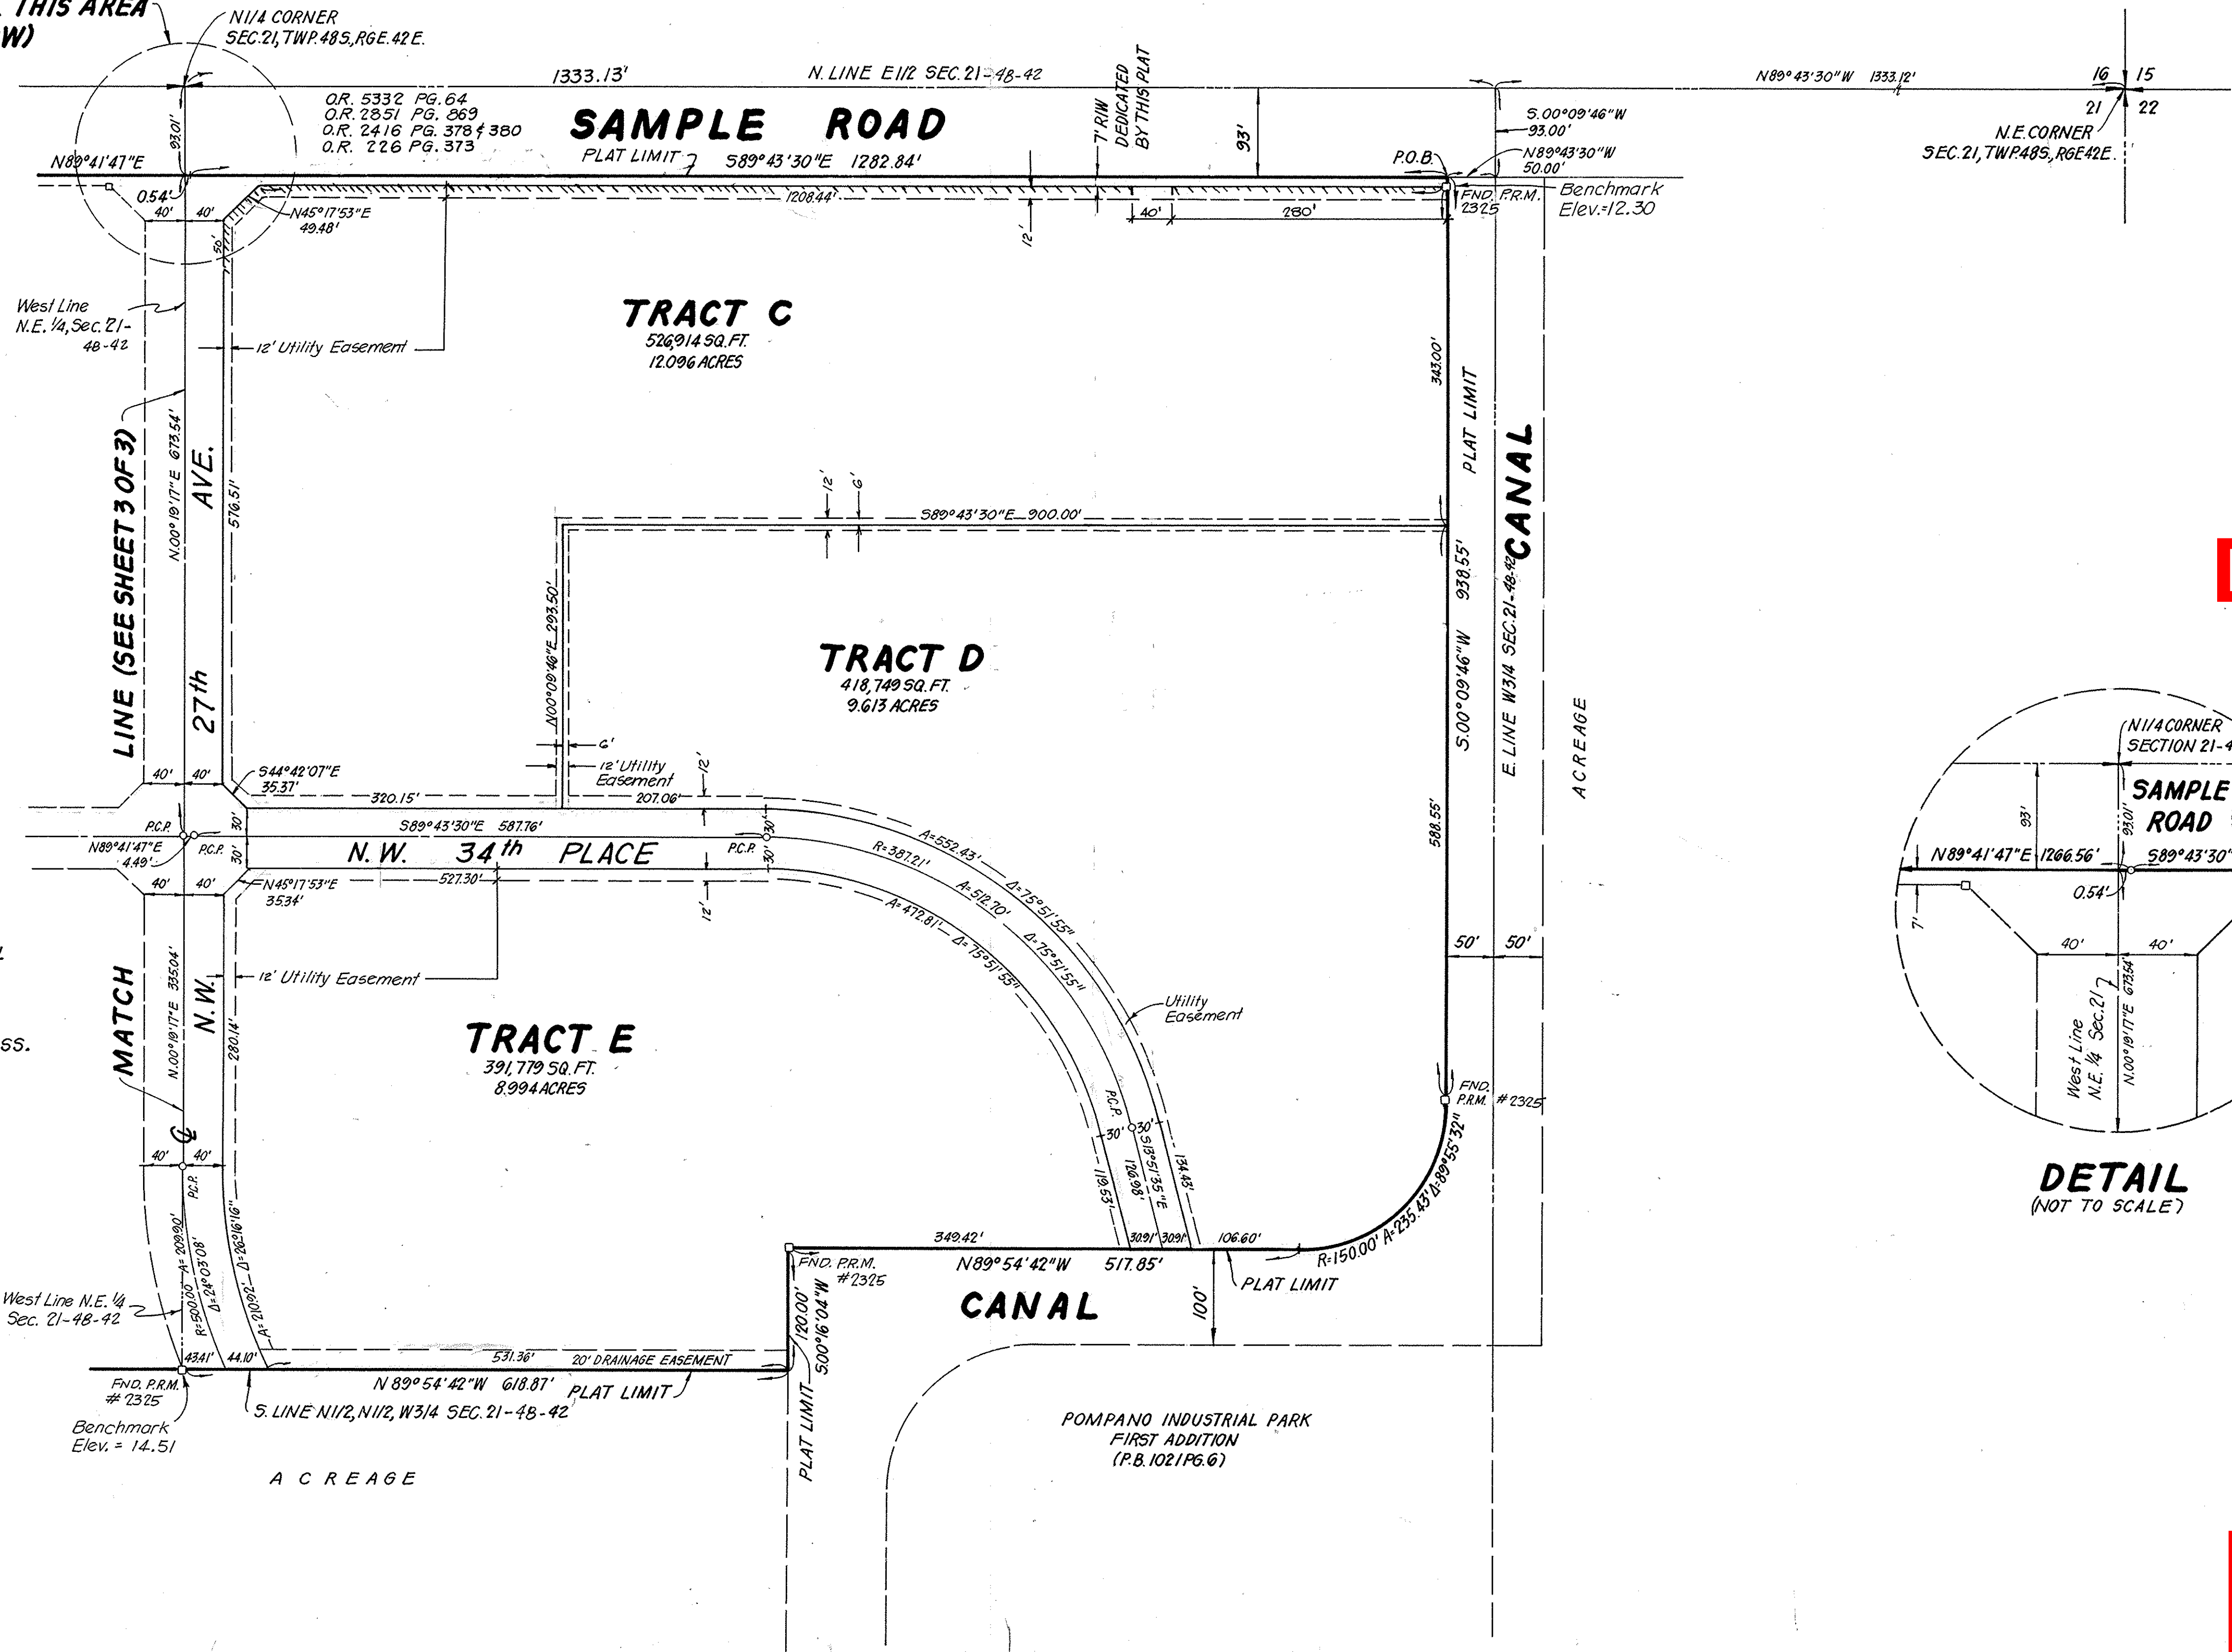 THIS AREA
W)
N1/4 CORNER
SEC.21, TWP.48S., RGE.42E.
1333.13'
N. LINE E1/2 SEC.21-48-42
DEDICATED
BY THIS PLAT
7' R/W
N89°43'30"W 1333.12'
16 15
21 22
N.E. CORNER
SEC.21, TWP.48S., RGE42E.
O.R. 5332 PG. 64
O.R. 2851 PG. 869
O.R. 2416 PG. 378 & 380
O.R. 226 PG. 373
SAMPLE ROAD
PLAT LIMIT
S89°43'30"E 1282.84'
93.01'
93'
S.00°09'46"W
93.00'
N89°43'30"W
50.00'
P.O.B.
N89°41'47"E
0.54'
40' 40'
N45°17'53"E
49.48'
50'
1208.44'
12'
40'
280'
FND. P.R.M.
2325
Benchmark
Elev.=12.30
West Line
N.E. 1/4, Sec. 21-
48-42
12' Utility Easement
TRACT C
526,914 SQ. FT.
12.096 ACRES
343.00'
PLAT LIMIT
CANAL
LINE (SEE SHEET 3 OF 3)
N.00°19'17"E 673.54'
27th AVE.
576.51'
12'
6'
S89°43'30"E 900.00'
N00°09'46"E 293.50'
TRACT D
418,749 SQ. FT.
9.613 ACRES
S.00°09'46"W 938.55'
E. LINE W3/4 SEC.21-48-42
ACREAGE
6'
12' Utility
Easement
12'
40' 40'
S44°42'07"E
35.37'
320.15'
207.06'
P.C.P.
N89°41'47"E
4.49'
P.C.P.
30'
30'
S89°43'30"E 587.76'
P.C.P.
30'
30'
N.W. 34th PLACE
527.30'
12'
40' 40'
N45°17'53"E
35.34'
A=552.43' Δ=75°51'55"
R=387.21' A=512.70' Δ=75°51'55"
A=472.81' Δ=75°51'55"
588.55'
50' 50'
12' Utility Easement
MATCH
N.00°19'17"E 335.04'
N.W.
280.14'
Utility
Easement
SS.
TRACT E
391,779 SQ. FT.
8.994 ACRES
FND.
P.R.M. #2325
P.C.P.
30' 30'
S13°51'35"E
126.98'
119.53'
134.43'
40' 40'
P.C.P.
R=500.00' A=209.90'
Δ=24°03'08"
A=210.92' Δ=26°16'16"
R=150.00' A=235.43' Δ=89°55'32"
349.42'
30.91' 30.91'
106.60'
FND. P.R.M.
#2325
N89°54'42"W 517.85'
PLAT LIMIT
CANAL
100'
120.00'
S.00°16'04"W
PLAT LIMIT
West Line N.E. 1/4
Sec. 21-48-42
43.41' 44.10'
531.36'
20' DRAINAGE EASEMENT
FND. P.R.M.
# 2325
N 89°54'42"W 618.87'
PLAT LIMIT
S. LINE N1/2, N1/2, W3/4 SEC. 21-48-42
Benchmark
Elev. = 14.51
ACREAGE
POMPANO INDUSTRIAL PARK
FIRST ADDITION
(P.B. 102 / PG. 6)
N1/4 CORNER
SECTION 21-4
SAMPLE
ROAD
93'
93.01'
N89°41'47"E 1266.56'
S89°43'30"
0.54'
7'
40' 40'
West Line
N.E. 1/4 Sec. 21
N.00°19'17"E 673.54'
DETAIL
(NOT TO SCALE)